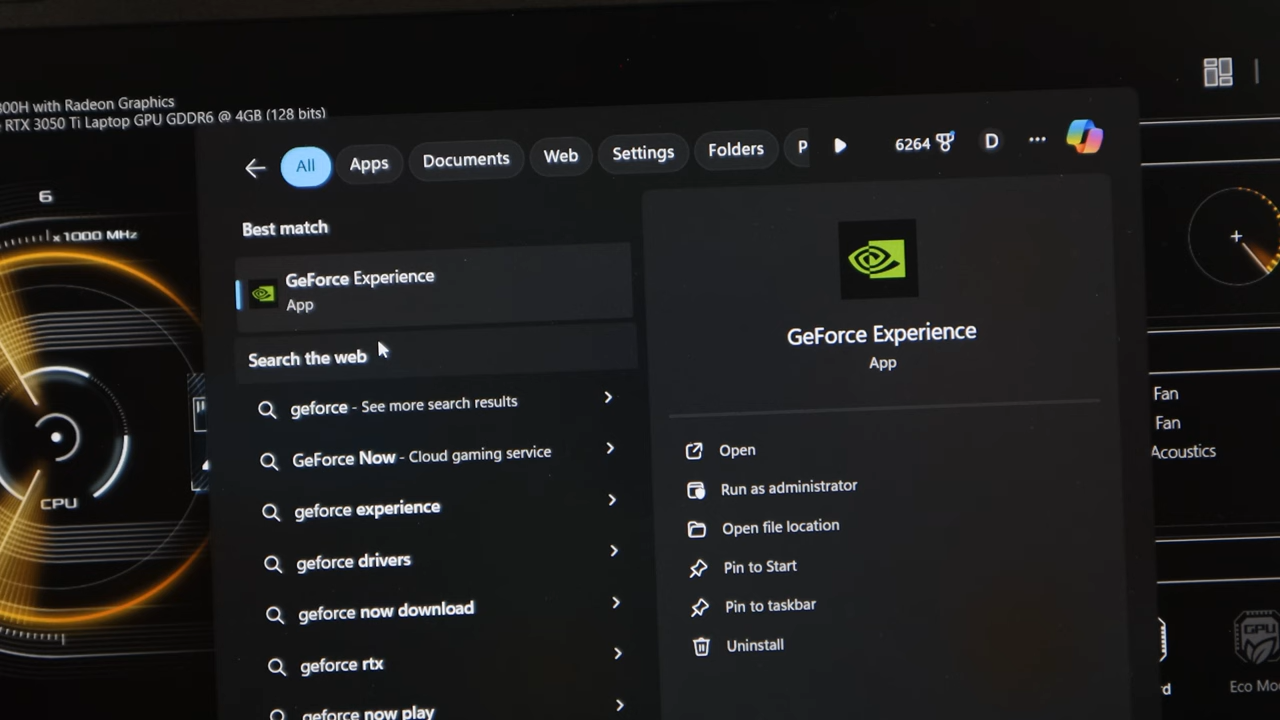 800H with Radeon Graphics
RTX 3050 Ti Laptop GPU GDDR6 @ 4GB (128 bits)
All
Apps
Documents
Web
Settings
Folders
P
6264
D
6
x1000 MHz
CPU
Best match
GeForce Experience
App
Search the web
geforce - See more search results
GeForce Now - Cloud gaming service
geforce experience
geforce drivers
geforce now download
geforce rtx
geforce now play
GeForce Experience
App
Open
Run as administrator
Open file location
Pin to Start
Pin to taskbar
Uninstall
Fan
Fan
Acoustics
GPU
Eco Mo